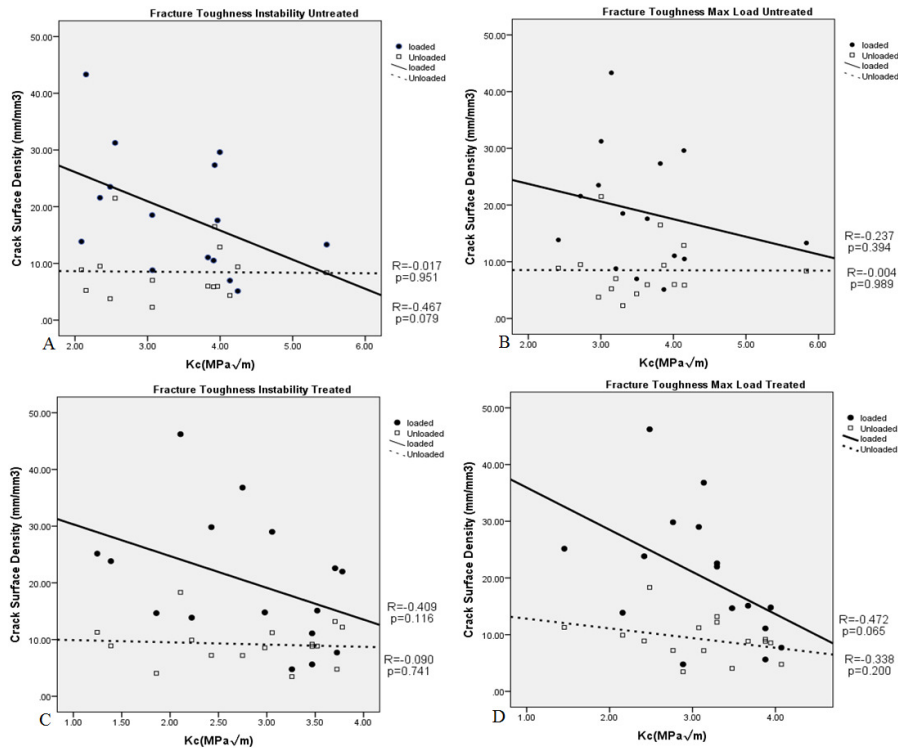 Fracture Toughness Instability Untreated
50.00
40.00
30.00
20.00
10.00
.00
Crack Surface Density (mm/mm3)
2.00 3.00 4.00 5.00 6.00
Kc(MPa√m)
loaded
Unloaded
loaded
Unloaded
R=-0.017
p=0.951
R=-0.467
p=0.079
A
Fracture Toughness Max Load Untreated
50.00
40.00
30.00
20.00
10.00
.00
Crack Surface Density (mm/mm3)
2.00 3.00 4.00 5.00 6.00
Kc(MPa√m)
loaded
Unloaded
loaded
Unloaded
R=-0.237
p=0.394
R=-0.004
p=0.989
B
Fracture Toughness Instability Treated
50.00
40.00
30.00
20.00
10.00
.00
Crack Surface Density (mm/mm3)
1.00 1.50 2.00 2.50 3.00 3.50 4.00
Kc(MPa√m)
loaded
Unloaded
loaded
Unloaded
R=-0.409
p=0.116
R=-0.090
p=0.741
C
Fracture Toughness Max Load Treated
50.00
40.00
30.00
20.00
10.00
.00
Crack Surface Density (mm/mm3)
1.00 2.00 3.00 4.00
Kc(MPa√m)
loaded
Unloaded
loaded
Unloaded
R=-0.472
p=0.065
R=-0.338
p=0.200
D